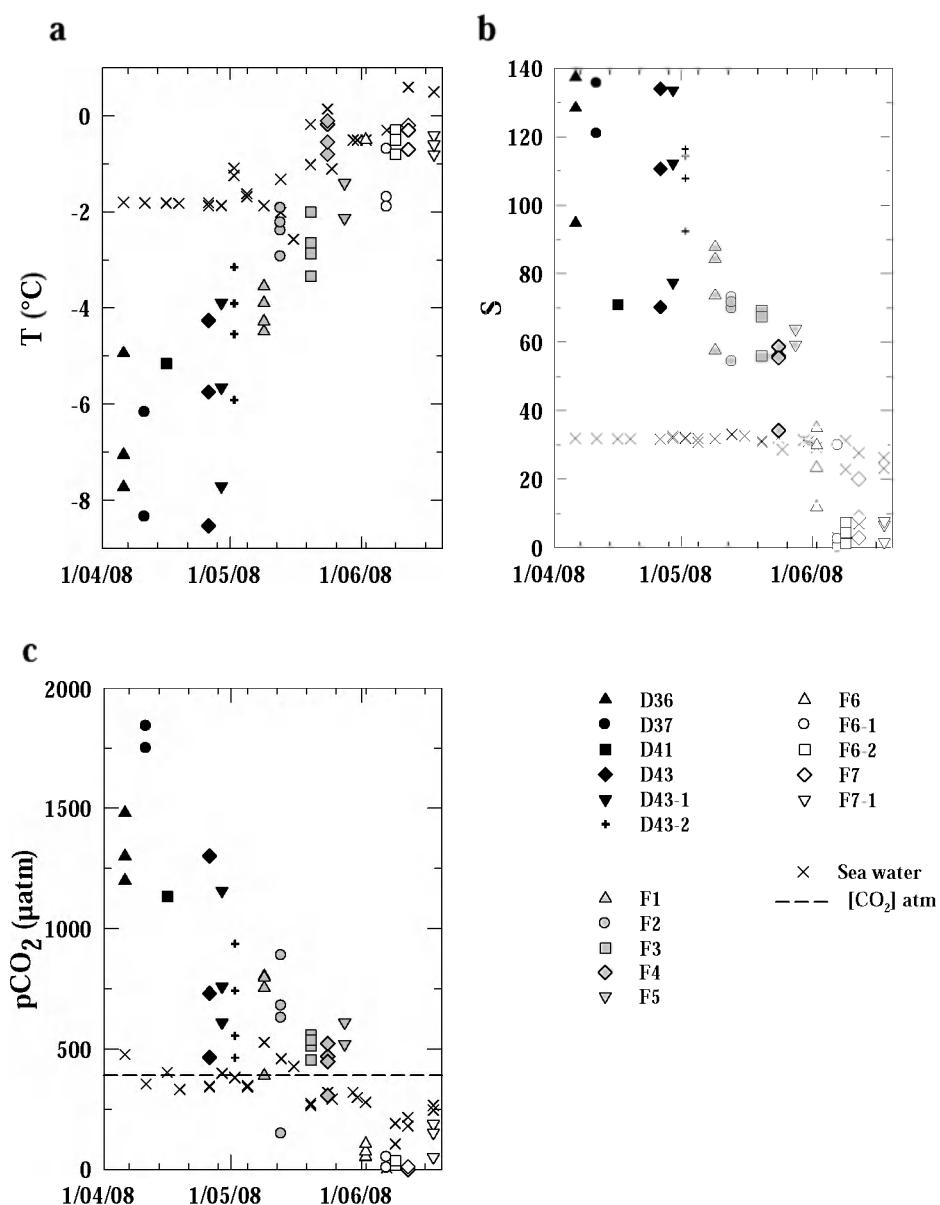 a
T (°C)
0
-2
-4
-6
-8
1/04/08 1/05/08 1/06/08
b
S
140
120
100
80
60
40
20
0
1/04/08 1/05/08 1/06/08
c
pCO2 (µatm)
2000
1500
1000
500
0
1/04/08 1/05/08 1/06/08
D36
D37
D41
D43
D43-1
D43-2
F1
F2
F3
F4
F5
F6
F6-1
F6-2
F7
F7-1
Sea water
[CO2] atm